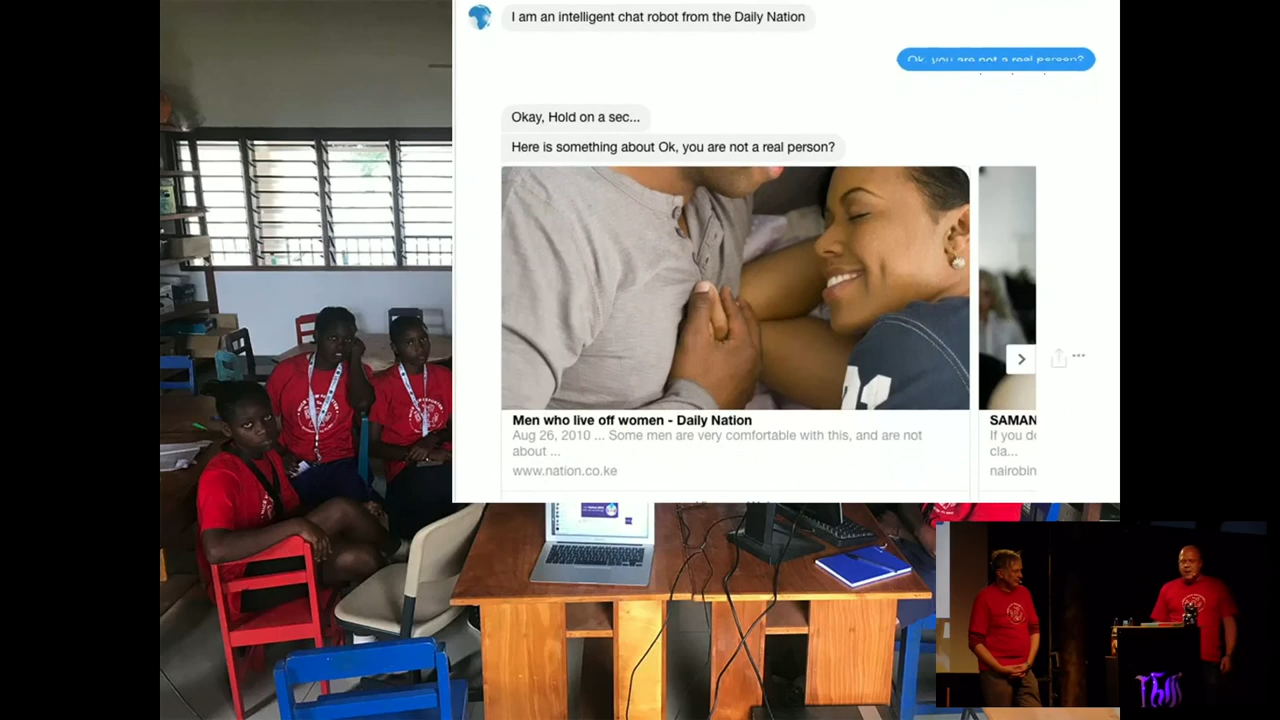 I am an intelligent chat robot from the Daily Nation
Ok, you are not a real person?
Okay, Hold on a sec...
Here is something about Ok, you are not a real person?
Men who live off women - Daily Nation
Aug 26, 2010 ... Some men are very comfortable with this, and are not
about ...
www.nation.co.ke
SAMAN
If you do
cla...
nairobin